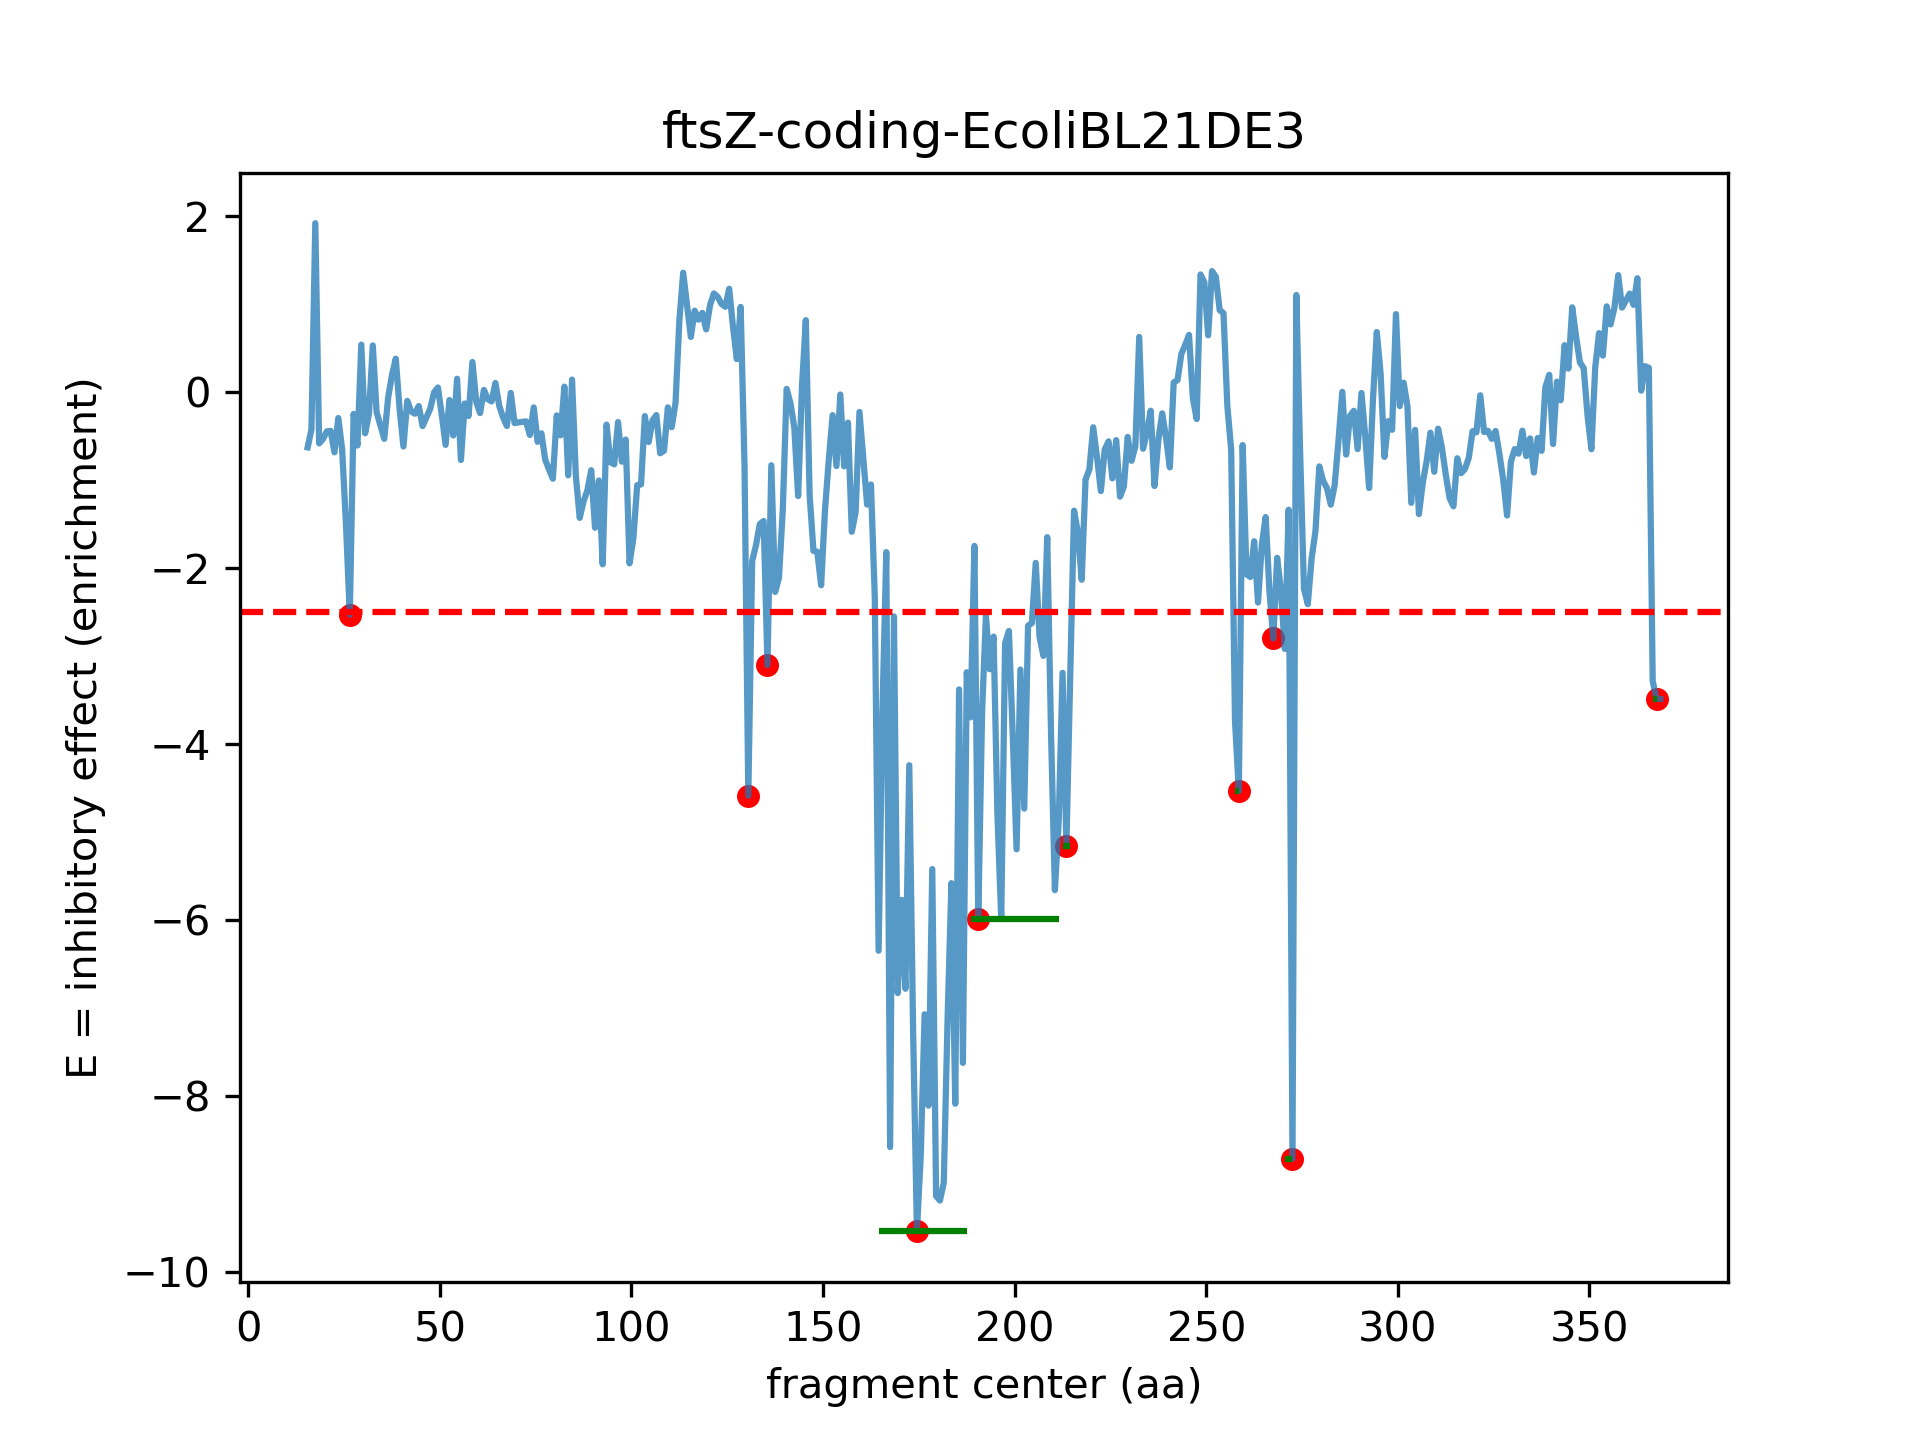 ftsZ-coding-EcoliBL21DE3
E = inhibitory effect (enrichment)
2
0
−2
−4
−6
−8
−10
0 50 100 150 200 250 300 350
fragment center (aa)